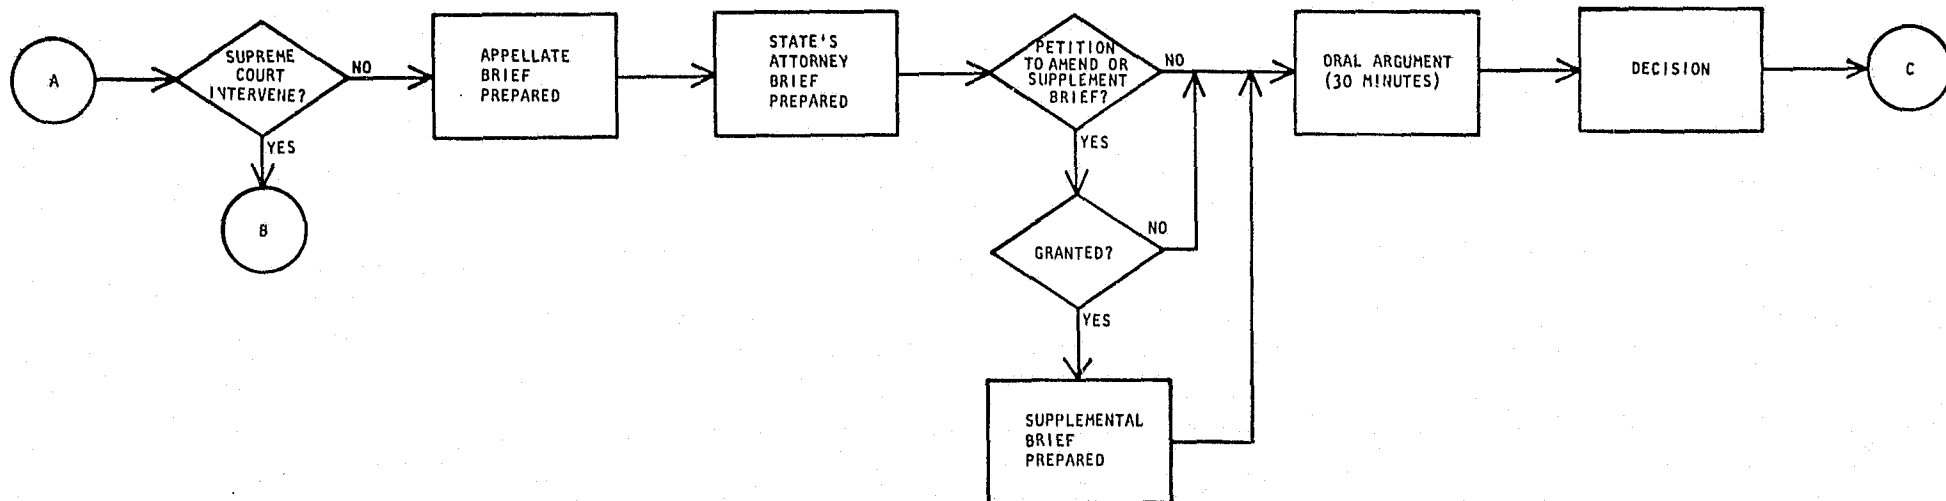 A
SUPREME
COURT
INTERVENE?
NO
YES
B
APPELLATE
BRIEF
PREPARED
STATE'S
ATTORNEY
BRIEF
PREPARED
PETITION
TO AMEND OR
SUPPLEMENT
BRIEF?
NO
YES
GRANTED?
NO
YES
SUPPLEMENTAL
BRIEF
PREPARED
ORAL ARGUMENT
(30 MINUTES)
DECISION
C